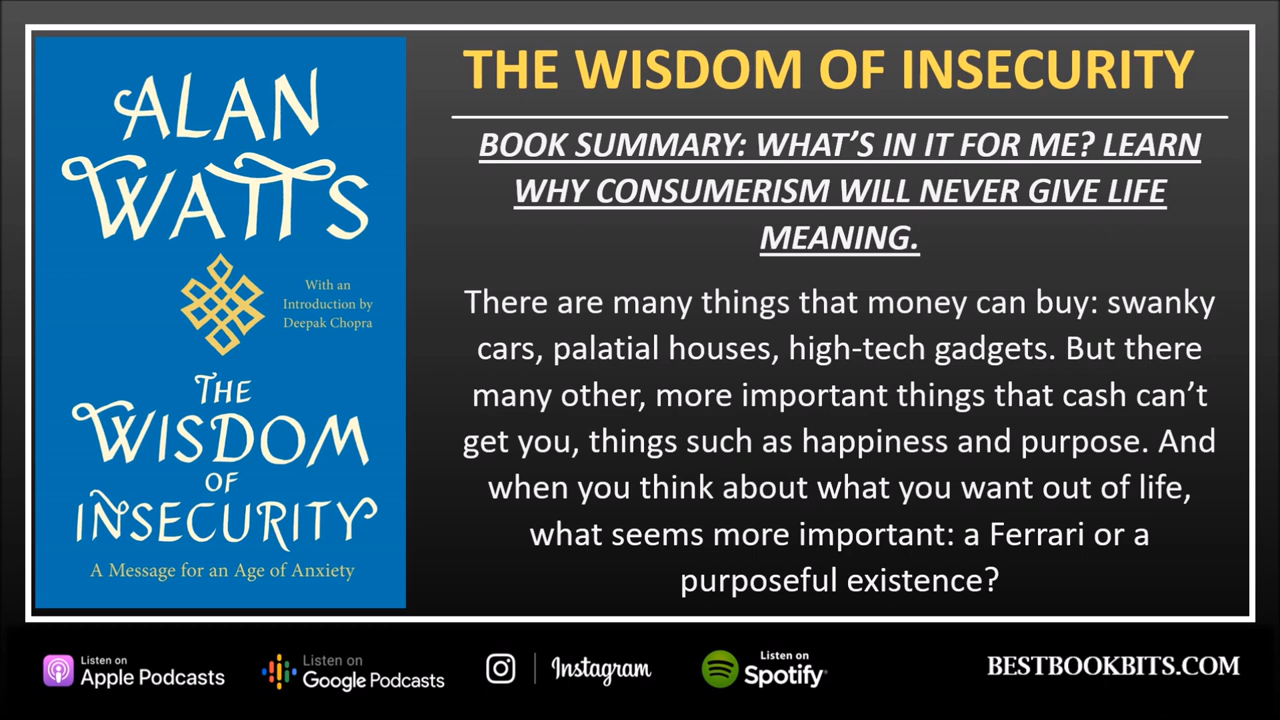 ALAN
WATTS
With an
Introduction by
Deepak Chopra
THE
WISDOM
OF
INSECURITY
A Message for an Age of Anxiety
THE WISDOM OF INSECURITY
BOOK SUMMARY: WHAT’S IN IT FOR ME? LEARN
WHY CONSUMERISM WILL NEVER GIVE LIFE
MEANING.
There are many things that money can buy: swanky
cars, palatial houses, high-tech gadgets. But there
many other, more important things that cash can’t
get you, things such as happiness and purpose. And
when you think about what you want out of life,
what seems more important: a Ferrari or a
purposeful existence?
Listen on
Apple Podcasts
Listen on
Google Podcasts
Instagram
Listen on
Spotify
BESTBOOKBITS.COM